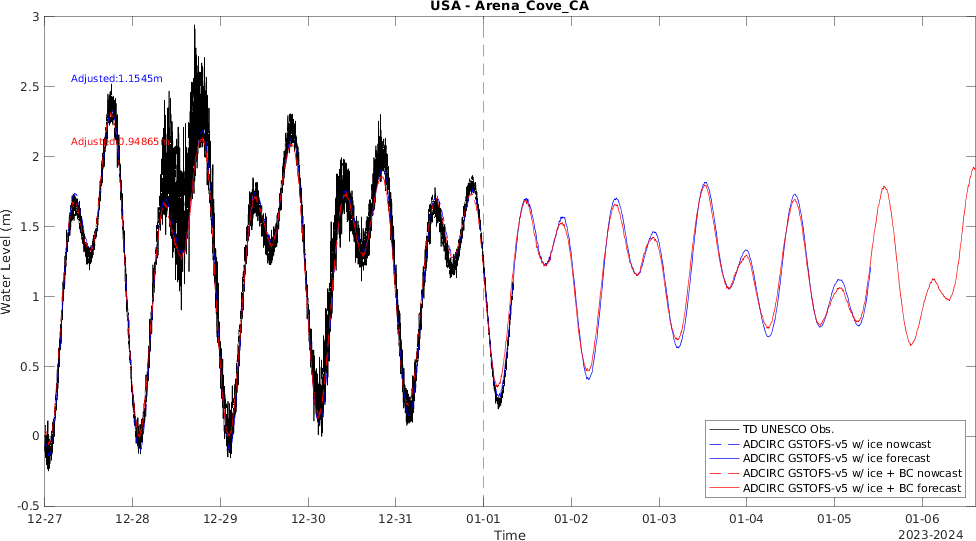 USA - Arena_Cove_CA
3
2.5
2
1.5
1
0.5
0
-0.5
Water Level (m)
Adjusted:1.1545m
Adjusted:0.94865m
TD UNESCO Obs.
ADCIRC GSTOFS-v5 w/ ice nowcast
ADCIRC GSTOFS-v5 w/ ice forecast
ADCIRC GSTOFS-v5 w/ ice + BC nowcast
ADCIRC GSTOFS-v5 w/ ice + BC forecast
12-27 12-28 12-29 12-30 12-31 01-01 01-02 01-03 01-04 01-05 01-06
Time
2023-2024